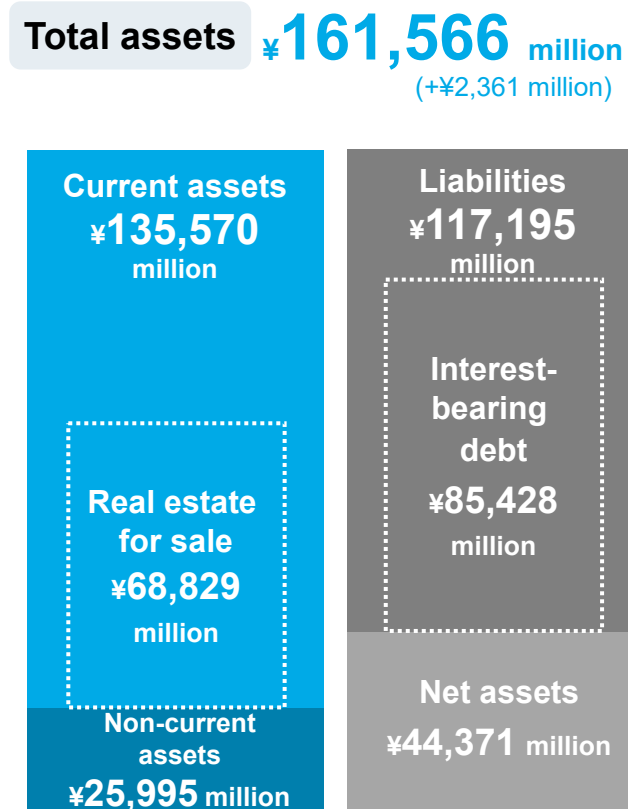 Total assets ¥161,566 million
(+¥2,361 million)
Current assets
¥135,570
million
Real estate
for sale
¥68,829
million
Non-current
assets
¥25,995 million
Liabilities
¥117,195
million
Interest-
bearing
debt
¥85,428
million
Net assets
¥44,371 million